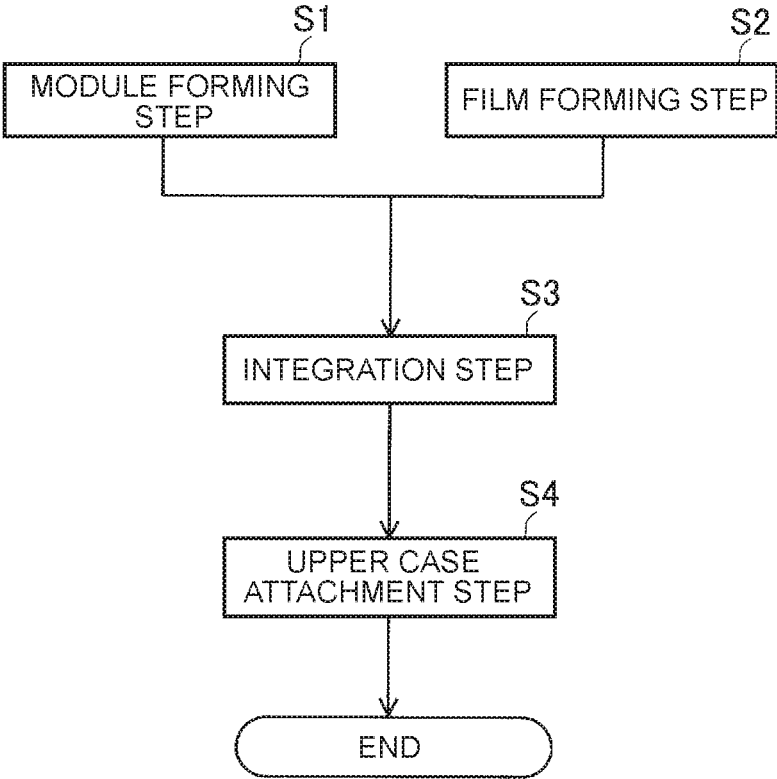 S1
MODULE FORMING
STEP
S2
FILM FORMING STEP
S3
INTEGRATION STEP
S4
UPPER CASE
ATTACHMENT STEP
END